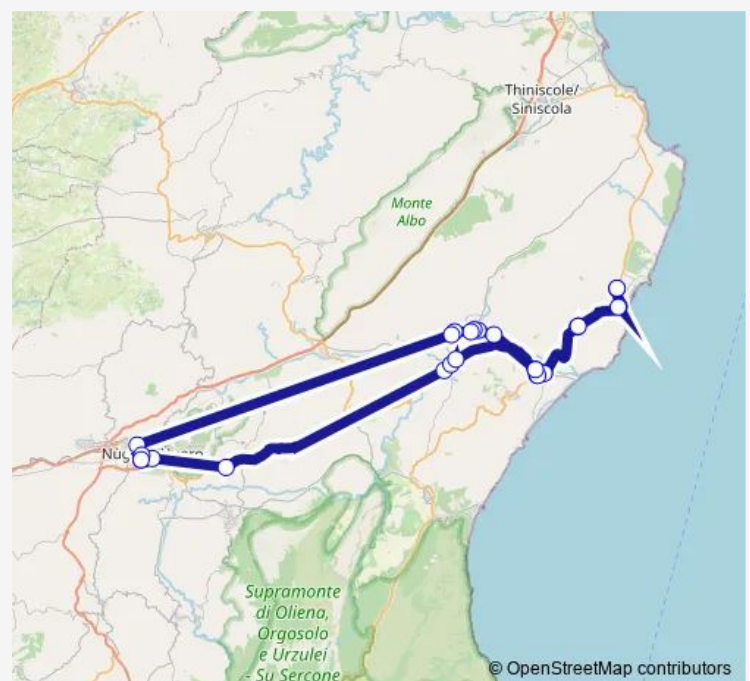 Thiniscole/
Siniscola
Monte
Albo
Supramonte
di Oliena,
Orgosolo
e Urzulei
- Su Sercone
© OpenStreetMap contributors